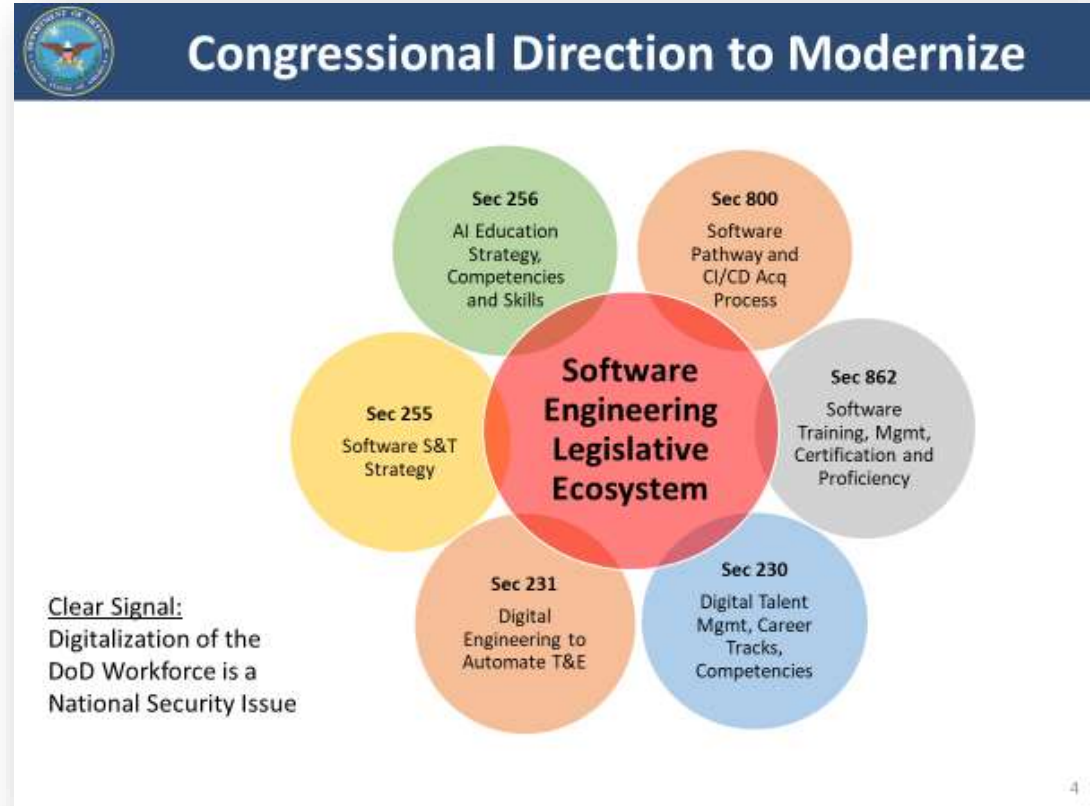 Congressional Direction to Modernize
Sec 256
AI Education
Strategy,
Competencies
and Skills
Sec 800
Software
Pathway and
CI/CD Acq
Process
Sec 862
Software
Training, Mgmt,
Certification and
Proficiency
Sec 230
Digital Talent
Mgmt, Career
Tracks,
Competencies
Sec 231
Digital
Engineering to
Automate T&E
Sec 255
Software S&T
Strategy
Software
Engineering
Legislative
Ecosystem
Clear Signal:
Digitalization of the
DoD Workforce is a
National Security Issue
4